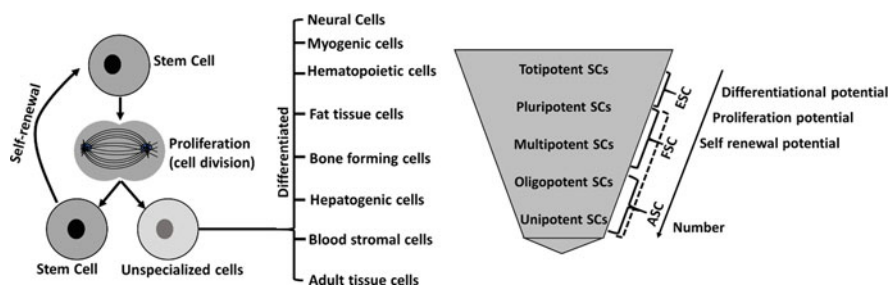 Stem Cell
Self-renewal
Proliferation
(cell division)
Stem Cell
Unspecialized cells
Differentiated
Neural Cells
Myogenic cells
Hematopoietic cells
Fat tissue cells
Bone forming cells
Hepatogenic cells
Blood stromal cells
Adult tissue cells
Totipotent SCs
Pluripotent SCs
Multipotent SCs
Oligopotent SCs
Unipotent SCs
ESC
FSC
ASC
Differentiational potential
Proliferation potential
Self renewal potential
Number